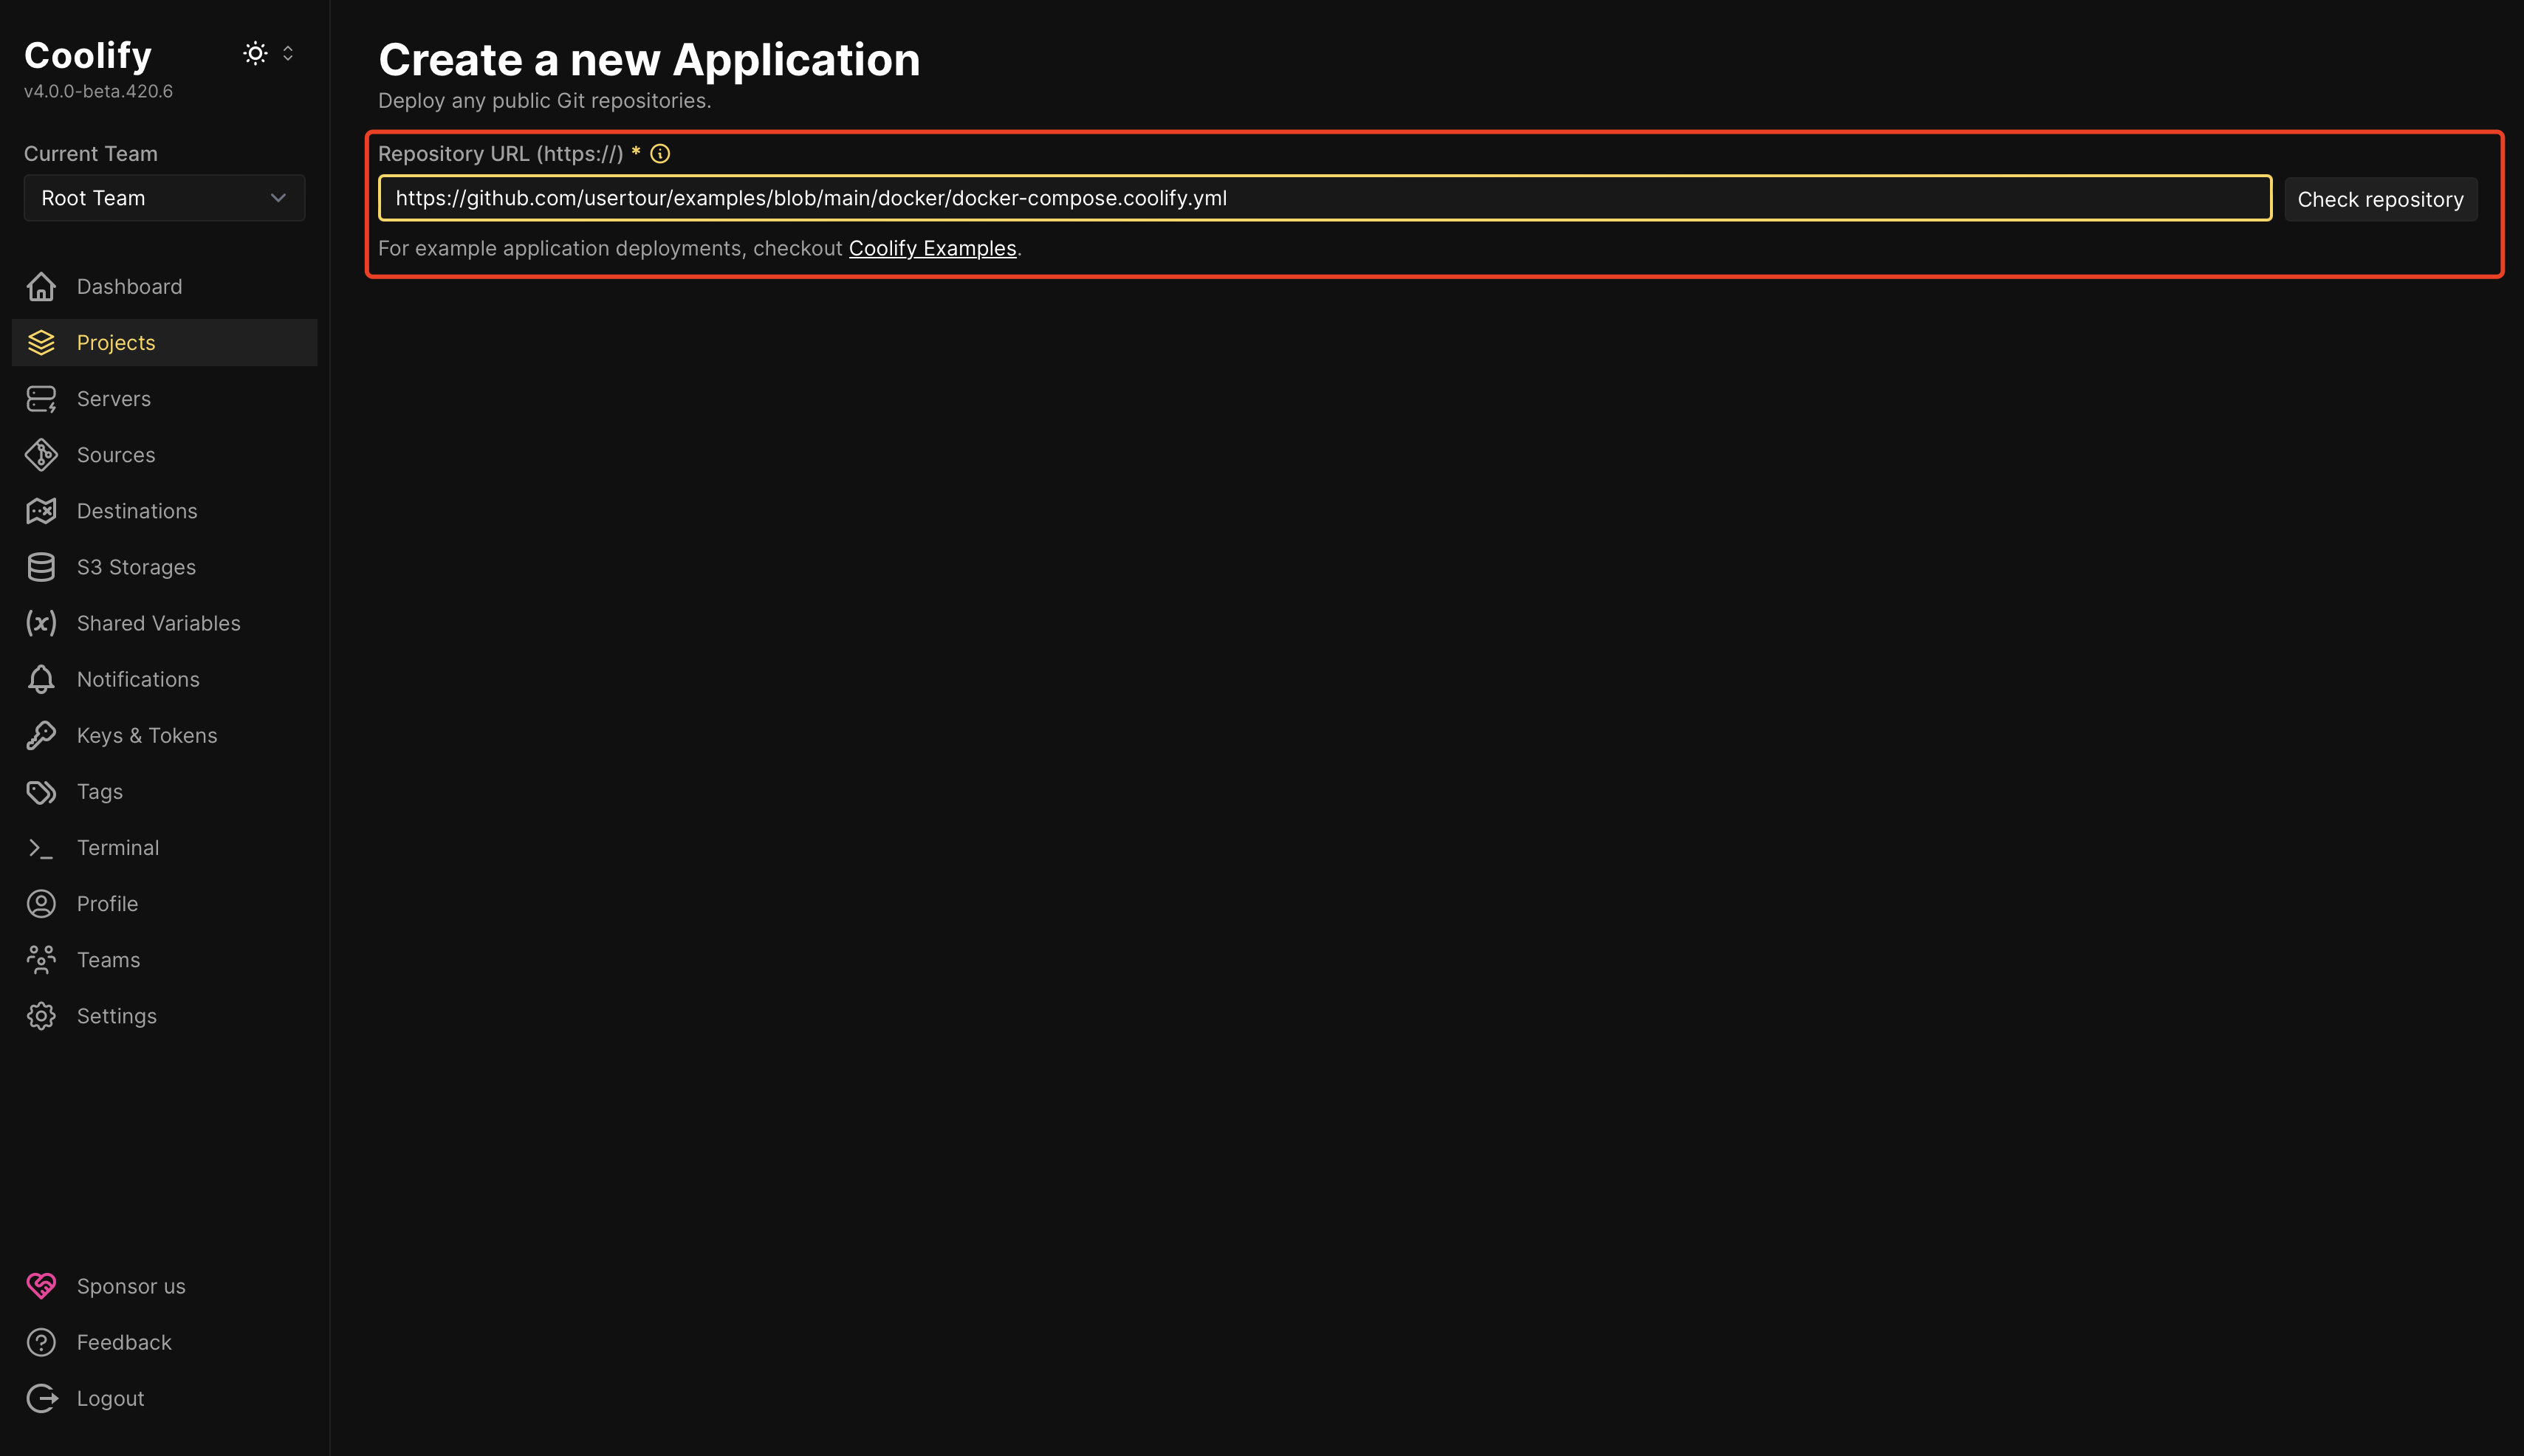 Coolify
v4.0.0-beta.420.6
Current Team
Root Team
Dashboard
Projects
Servers
Sources
Destinations
S3 Storages
Shared Variables
Notifications
Keys & Tokens
Tags
Terminal
Profile
Teams
Settings
Sponsor us
Feedback
Logout
Create a new Application
Deploy any public Git repositories.
Repository URL (https://) *
https://github.com/usertour/examples/blob/main/docker/docker-compose.coolify.yml
Check repository
For example application deployments, checkout Coolify Examples.